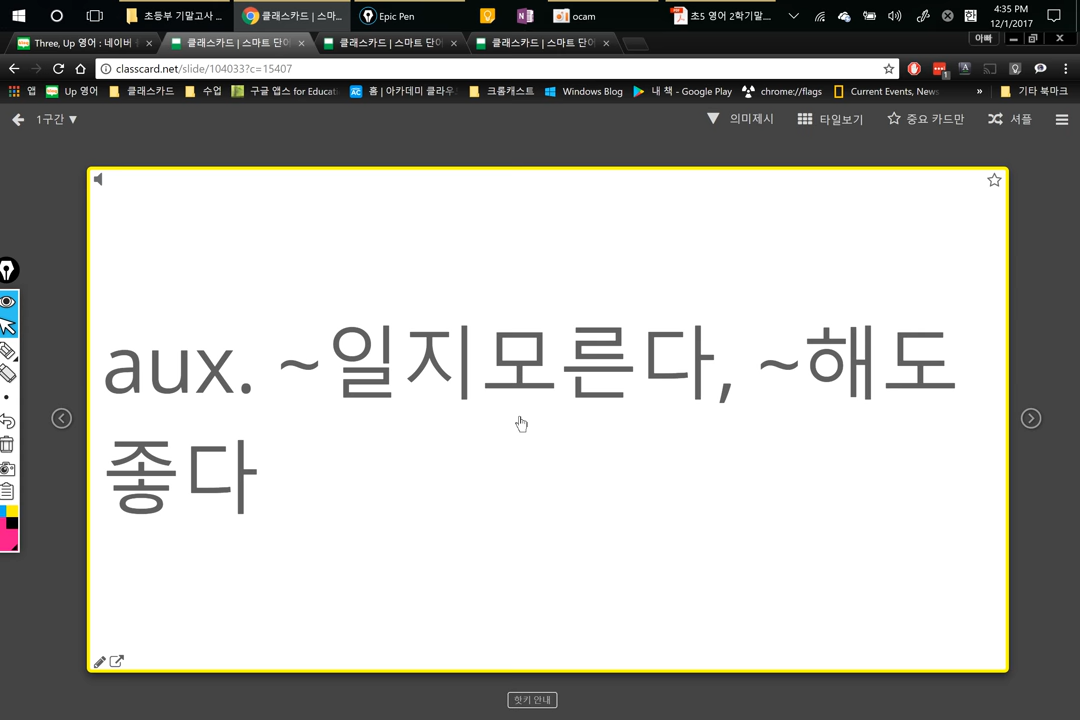 초등부 기말고사 ...
클래스카드 | 스마...
Epic Pen
ocam
초5 영어 2학기기말...
한
4:35 PM
12/1/2017
Three, Up 영어 : 네이버
클래스카드 | 스마트 단어
클래스카드 | 스마트 단어
클래스카드 | 스마트 단어
아빠
classcard.net/slide/104033?c=15407
1
앱
Up 영어
클래스카드
수업
구글 앱스 for Educati
홈 | 아카데미 클라우
크롬캐스트
Windows Blog
내 책 - Google Play
chrome://flags
Current Events, News
»
기타 북마크
1구간 ▼
▼ 의미제시
타일보기
중요 카드만
셔플
aux. ~일지모른다, ~해도
좋다
핫키 안내